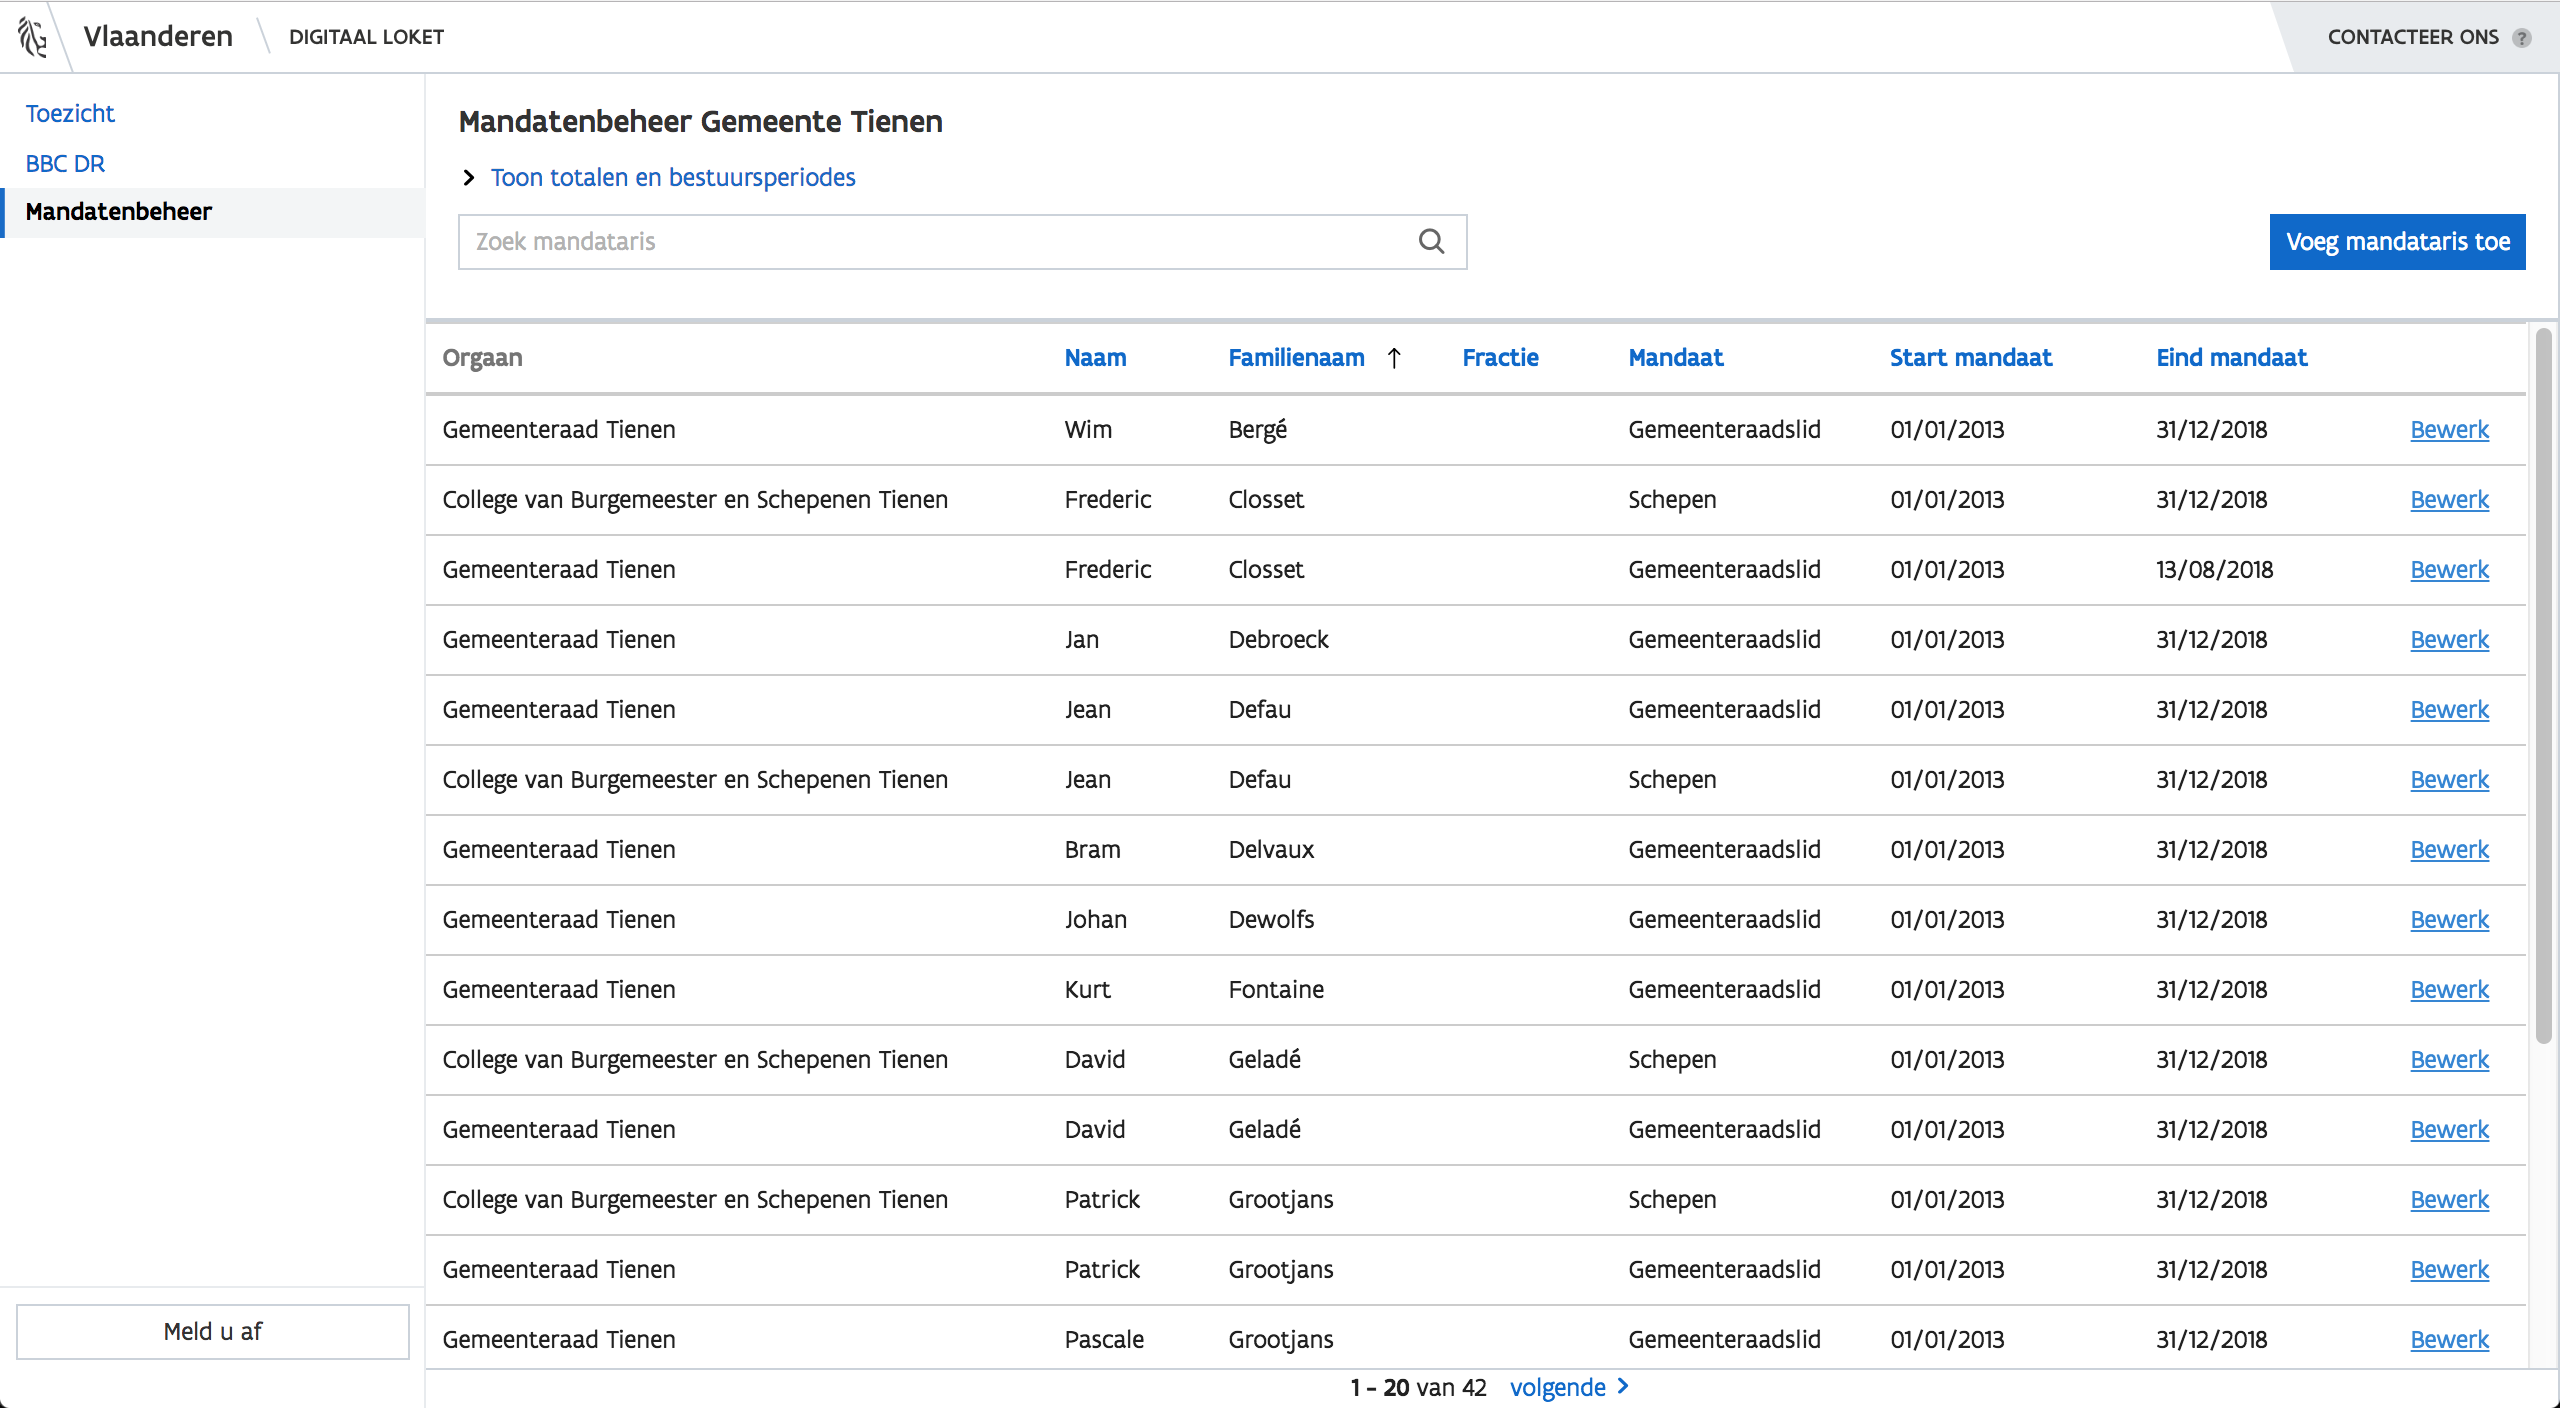 Vlaanderen DIGITAAL LOKET CONTACTEER ONS ?
Toezicht
BBC DR
Mandatenbeheer
Meld u af
Mandatenbeheer Gemeente Tienen
Toon totalen en bestuursperiodes
Zoek mandataris Voeg mandataris toe
Orgaan Naam Familienaam ↑ Fractie Mandaat Start mandaat Eind mandaat
Gemeenteraad Tienen Wim Bergé Gemeenteraadslid 01/01/2013 31/12/2018 Bewerk
College van Burgemeester en Schepenen Tienen Frederic Closset Schepen 01/01/2013 31/12/2018 Bewerk
Gemeenteraad Tienen Frederic Closset Gemeenteraadslid 01/01/2013 13/08/2018 Bewerk
Gemeenteraad Tienen Jan Debroeck Gemeenteraadslid 01/01/2013 31/12/2018 Bewerk
Gemeenteraad Tienen Jean Defau Gemeenteraadslid 01/01/2013 31/12/2018 Bewerk
College van Burgemeester en Schepenen Tienen Jean Defau Schepen 01/01/2013 31/12/2018 Bewerk
Gemeenteraad Tienen Bram Delvaux Gemeenteraadslid 01/01/2013 31/12/2018 Bewerk
Gemeenteraad Tienen Johan Dewolfs Gemeenteraadslid 01/01/2013 31/12/2018 Bewerk
Gemeenteraad Tienen Kurt Fontaine Gemeenteraadslid 01/01/2013 31/12/2018 Bewerk
College van Burgemeester en Schepenen Tienen David Geladé Schepen 01/01/2013 31/12/2018 Bewerk
Gemeenteraad Tienen David Geladé Gemeenteraadslid 01/01/2013 31/12/2018 Bewerk
College van Burgemeester en Schepenen Tienen Patrick Grootjans Schepen 01/01/2013 31/12/2018 Bewerk
Gemeenteraad Tienen Patrick Grootjans Gemeenteraadslid 01/01/2013 31/12/2018 Bewerk
Gemeenteraad Tienen Pascale Grootjans Gemeenteraadslid 01/01/2013 31/12/2018 Bewerk
1 - 20 van 42 volgende